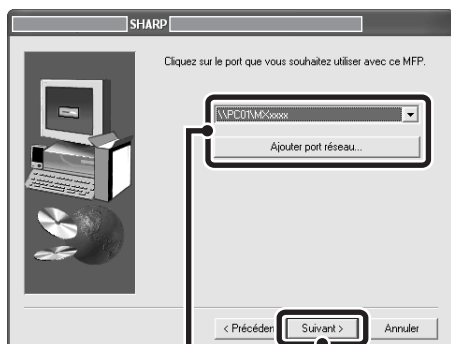 SHARP
Cliquez sur le port que vous souhaitez utiliser avec ce MFP.
\\PC01\MXxxxx
Ajouter port réseau...
< Précéden
Suivant >
Annuler